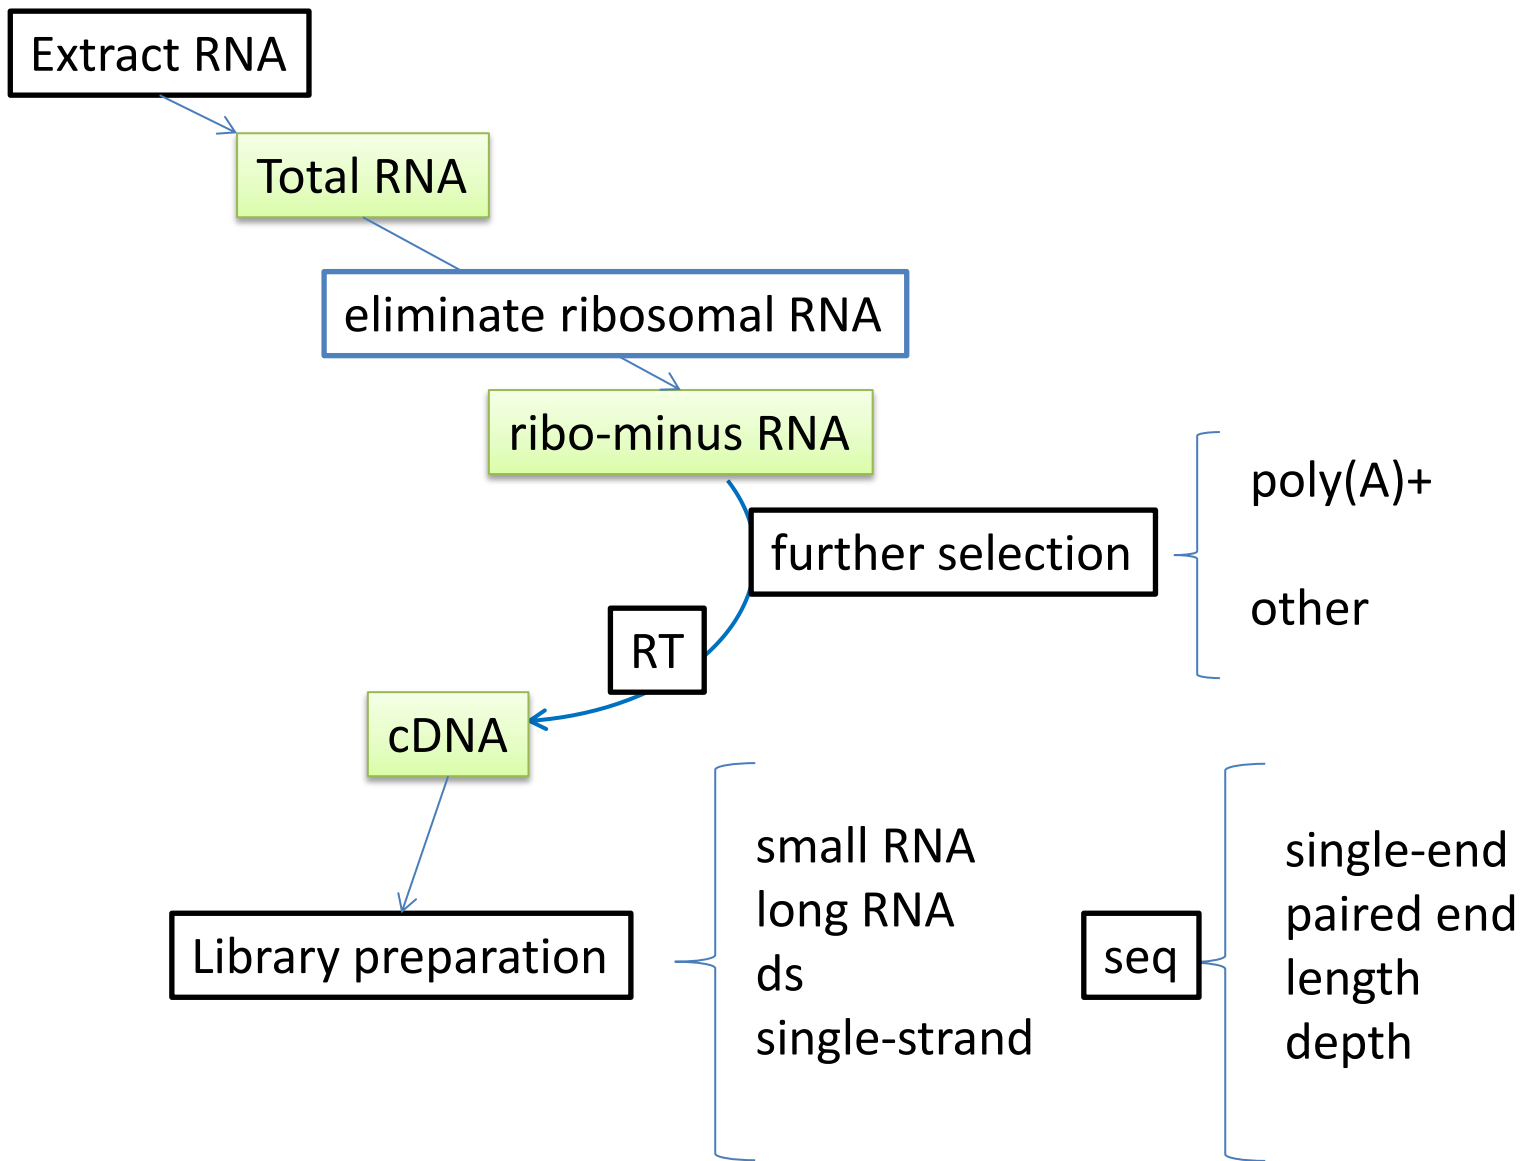 Extract RNA
Total RNA
eliminate ribosomal RNA
ribo-minus RNA
further selection
poly(A)+
other
RT
cDNA
Library preparation
small RNA
long RNA
ds
single-strand
seq
single-end
paired end
length
depth